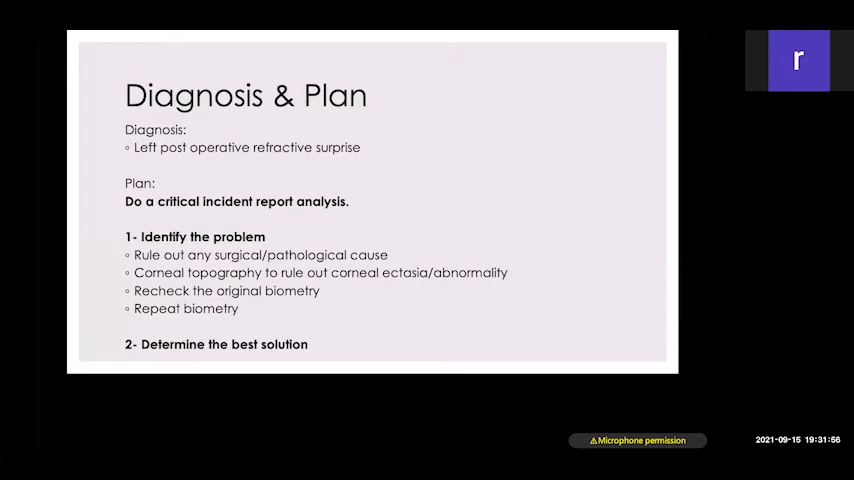 Diagnosis & Plan
Diagnosis:
◦ Left post operative refractive surprise
Plan:
Do a critical incident report analysis.
1- Identify the problem
◦ Rule out any surgical/pathological cause
◦ Corneal topography to rule out corneal ectasia/abnormality
◦ Recheck the original biometry
◦ Repeat biometry
2- Determine the best solution
r
⚠Microphone permission
2021-09-15 19:31:56